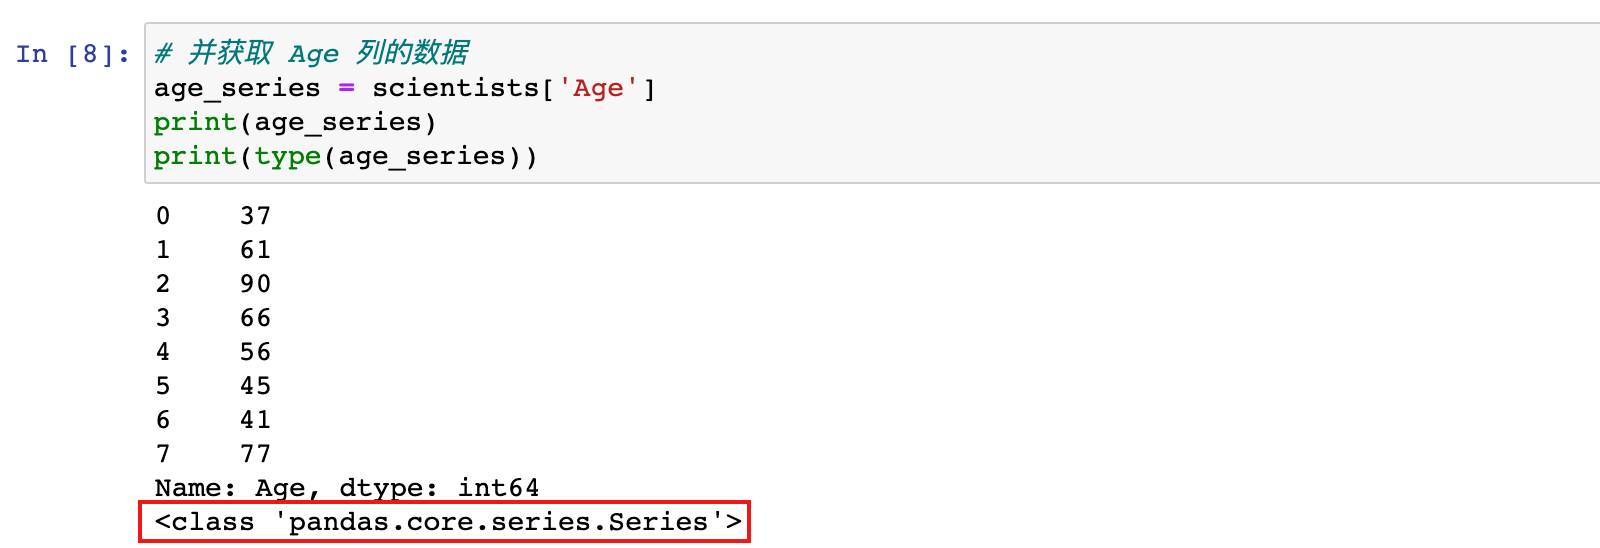 In [8]: # 并获取 Age 列的数据
age_series = scientists['Age']
print(age_series)
print(type(age_series))
0    37
1    61
2    90
3    66
4    56
5    45
6    41
7    77
Name: Age, dtype: int64
<class 'pandas.core.series.Series'>